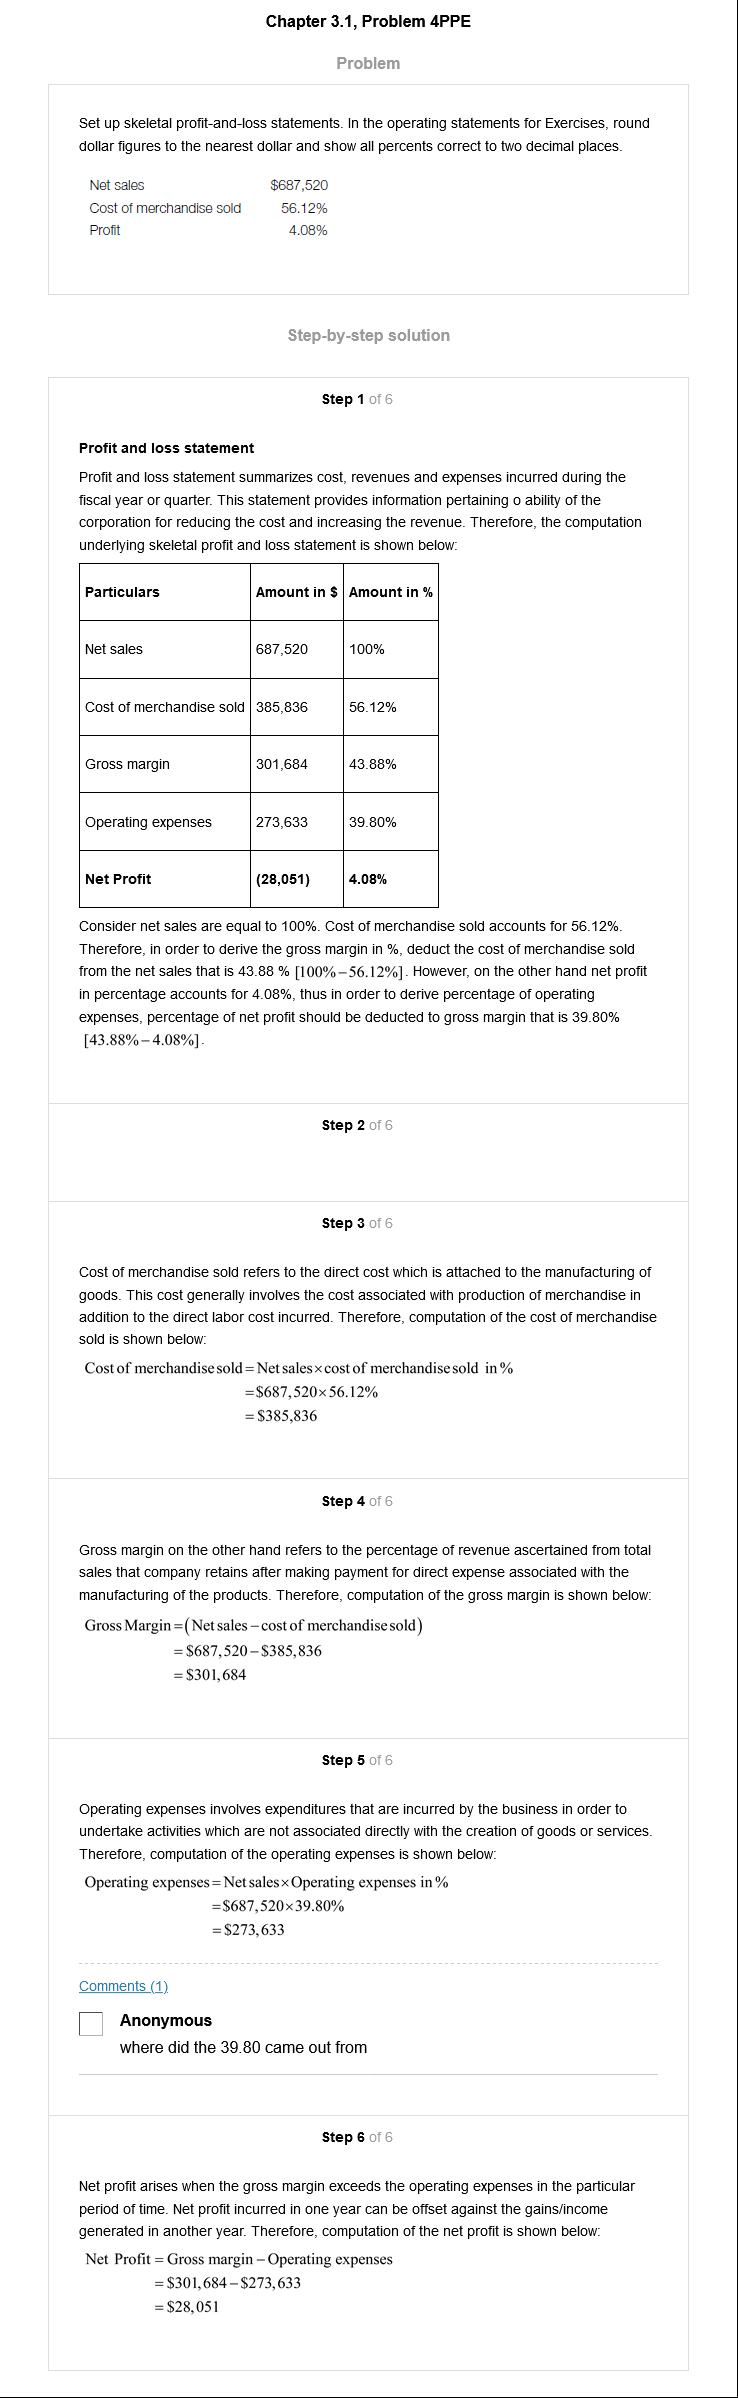 Chapter 3.1, Problem 4PPE
Problem
Set up skeletal profit-and-loss statements. In the operating statements for Exercises, round
dollar figures to the nearest dollar and show all percents correct to two decimal places.
Net sales $687,520
Cost of merchandise sold 56.12%
Profit 4.08%
Step-by-step solution
Step 1 of 6
Profit and loss statement
Profit and loss statement summarizes cost, revenues and expenses incurred during the
fiscal year or quarter. This statement provides information pertaining o ability of the
corporation for reducing the cost and increasing the revenue. Therefore, the computation
underlying skeletal profit and loss statement is shown below:
Particulars Amount in $ Amount in %
Net sales 687,520 100%
Cost of merchandise sold 385,836 56.12%
Gross margin 301,684 43.88%
Operating expenses 273,633 39.80%
Net Profit (28,051) 4.08%
Consider net sales are equal to 100%. Cost of merchandise sold accounts for 56.12%.
Therefore, in order to derive the gross margin in %, deduct the cost of merchandise sold
from the net sales that is 43.88 % [100%–56.12%]. However, on the other hand net profit
in percentage accounts for 4.08%, thus in order to derive percentage of operating
expenses, percentage of net profit should be deducted to gross margin that is 39.80%
[43.88%–4.08%].
Step 2 of 6
Step 3 of 6
Cost of merchandise sold refers to the direct cost which is attached to the manufacturing of
goods. This cost generally involves the cost associated with production of merchandise in
addition to the direct labor cost incurred. Therefore, computation of the cost of merchandise
sold is shown below:
Cost of merchandise sold = Net sales × cost of merchandise sold in %
= $687,520 × 56.12%
= $385,836
Step 4 of 6
Gross margin on the other hand refers to the percentage of revenue ascertained from total
sales that company retains after making payment for direct expense associated with the
manufacturing of the products. Therefore, computation of the gross margin is shown below:
Gross Margin = (Net sales – cost of merchandise sold)
= $687,520 – $385,836
= $301,684
Step 5 of 6
Operating expenses involves expenditures that are incurred by the business in order to
undertake activities which are not associated directly with the creation of goods or services.
Therefore, computation of the operating expenses is shown below:
Operating expenses = Net sales × Operating expenses in %
= $687,520 × 39.80%
= $273,633
Comments (1)
Anonymous
where did the 39.80 came out from
Step 6 of 6
Net profit arises when the gross margin exceeds the operating expenses in the particular
period of time. Net profit incurred in one year can be offset against the gains/income
generated in another year. Therefore, computation of the net profit is shown below:
Net Profit = Gross margin – Operating expenses
= $301,684 – $273,633
= $28,051